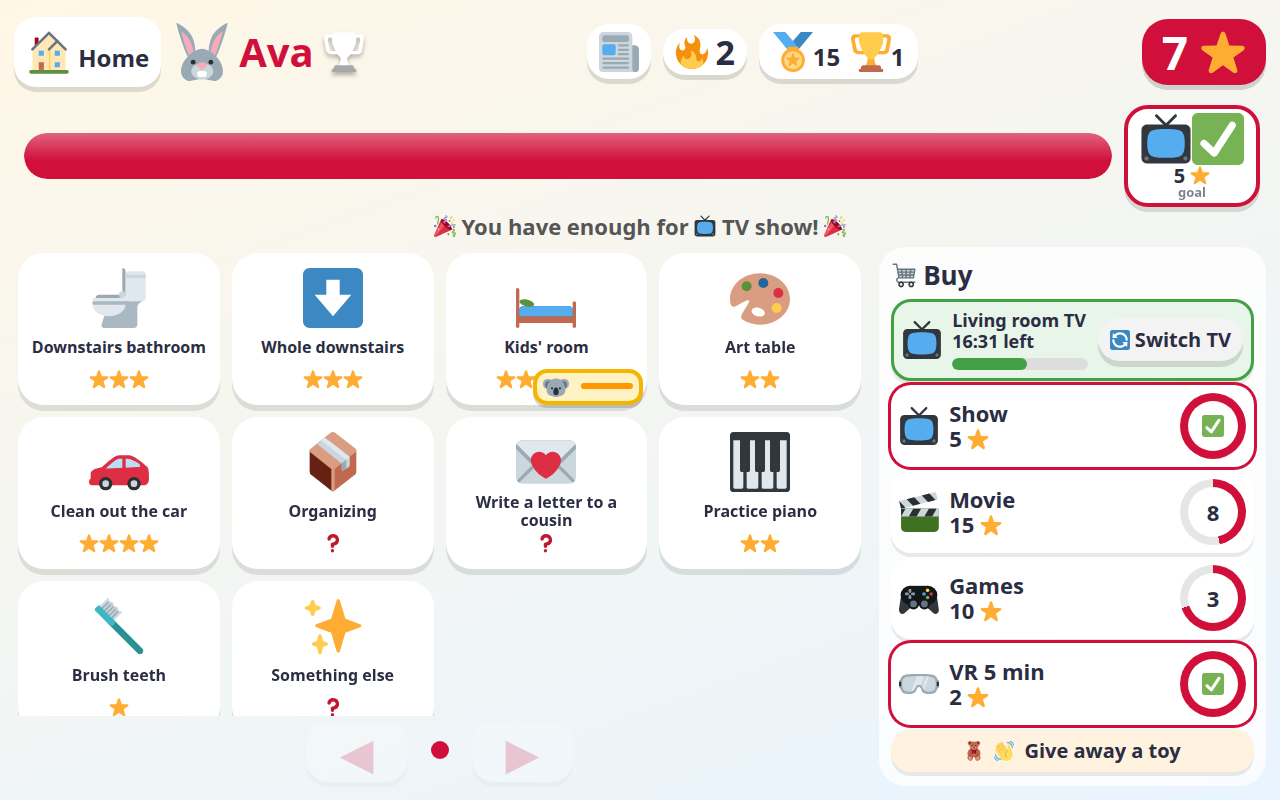 Home
Ava
2
15
1
7
5
goal
You have enough for TV show!
Downstairs bathroom
Whole downstairs
Kids' room
Art table
Clean out the car
Organizing
?
Write a letter to a
cousin
?
Practice piano
Brush teeth
Something else
?
Buy
Living room TV
16:31 left
Switch TV
Show
5
Movie
15
8
Games
10
3
VR 5 min
2
Give away a toy